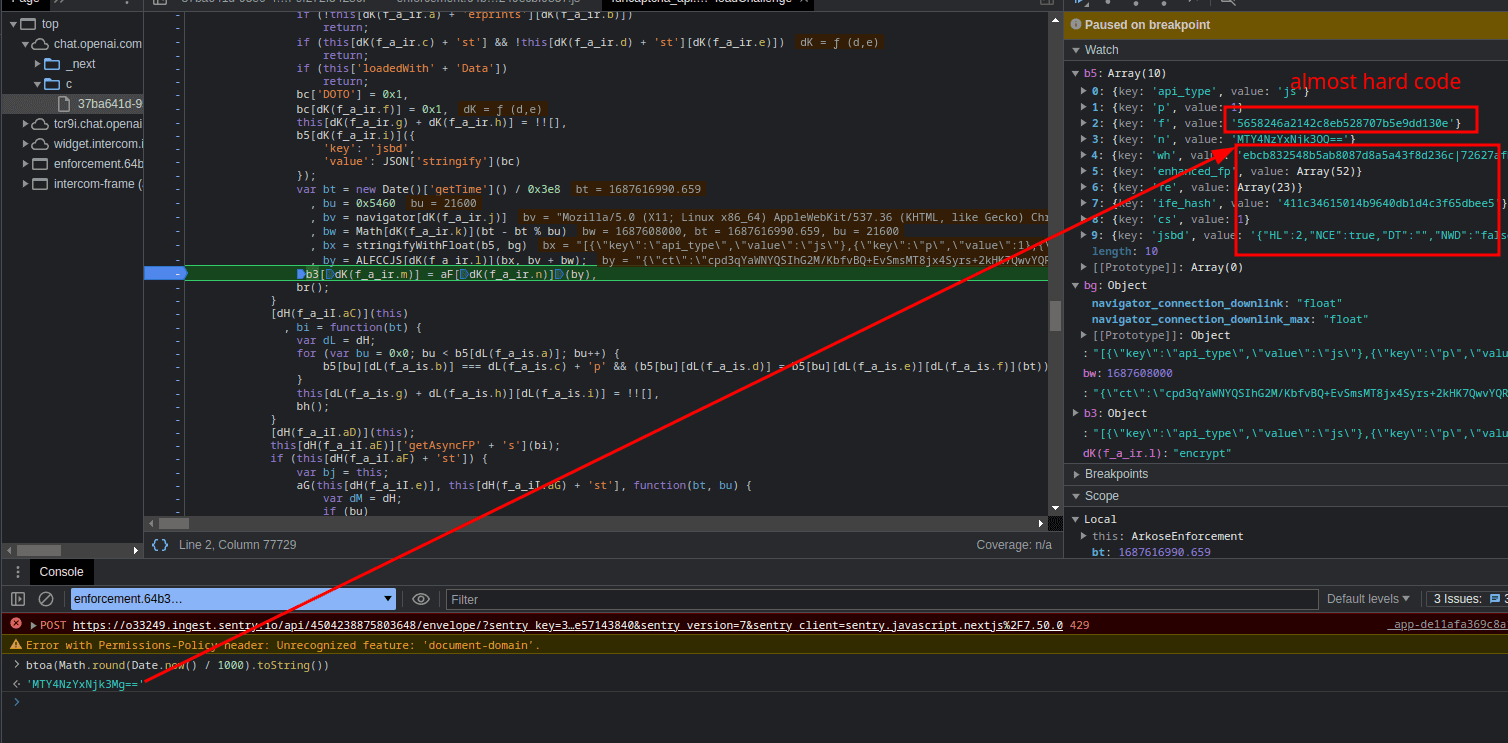 Page
top
chat.openai.com
_next
c
37ba641d-9
tcr9i.chat.openai
widget.intercom.i
enforcement.64b
intercom-frame (
if (!this[dK(f_a_ir.a) + 'erprints'][dK(f_a_ir.b)])
return;
if (this[dK(f_a_ir.c) + 'st'] && !this[dK(f_a_ir.d) + 'st'][dK(f_a_ir.e)]) dK = ƒ (d,e)
return;
if (this['loadedWith' + 'Data'])
return;
bc['DOTO'] = 0x1,
bc[dK(f_a_ir.f)] = 0x1, dK = ƒ (d,e)
this[dK(f_a_ir.g) + dK(f_a_ir.h)] = !![],
b5[dK(f_a_ir.i)]({
'key': 'jsbd',
'value': JSON['stringify'](bc)
});
var bt = new Date()['getTime']() / 0x3e8 bt = 1687616990.659
, bu = 0x5460 bu = 21600
, bv = navigator[dK(f_a_ir.j)] bv = "Mozilla/5.0 (X11; Linux x86_64) AppleWebKit/537.36 (KHTML, like Gecko) Chr
, bw = Math[dK(f_a_ir.k)](bt - bt % bu) bw = 1687608000, bt = 1687616990.659, bu = 21600
, bx = stringifyWithFloat(b5, bg) bx = "[{\"key\":\"api_type\",\"value\":\"js\"},{\"key\":\"p\",\"value\":1},{
, by = ALFCCJS[dK(f_a_ir.l)](bx, bv + bw); by = "{\"ct\":\"cpd3qYaWNYQSIhG2M/KbfvBQ+EvSmsMT8jx4Syrs+2kHK7QwvYQR
b3[dK(f_a_ir.m)] = aF[dK(f_a_ir.n)](by),
br();
}
[dH(f_a_iI.aC)](this)
, bi = function(bt) {
var dL = dH;
for (var bu = 0x0; bu < b5[dL(f_a_is.a)]; bu++) {
b5[bu][dL(f_a_is.b)] === dL(f_a_is.c) + 'p' && (b5[bu][dL(f_a_is.d)] = b5[bu][dL(f_a_is.e)][dL(f_a_is.f)](bt))
}
this[dL(f_a_is.g) + dL(f_a_is.h)][dL(f_a_is.i)] = !![],
bh();
}
[dH(f_a_iI.aD)](this);
this[dH(f_a_iI.aE)]['getAsyncFP' + 's'](bi);
if (this[dH(f_a_iI.aF) + 'st']) {
var bj = this;
aG(this[dH(f_a_iI.e)], this[dH(f_a_iI.aG) + 'st'], function(bt, bu) {
var dM = dH;
if (bu)
{} Line 2, Column 77729
Coverage: n/a
Paused on breakpoint
Watch
b5: Array(10)
almost hard code
0: {key: 'api_type', value: 'js'}
1: {key: 'p', value: 1}
2: {key: 'f', value: '5658246a2142c8eb528707b5e9dd130e'}
3: {key: 'n', value: 'MTY4NzYxNjk3OQ=='}
4: {key: 'wh', value: 'ebcb832548b5ab8087d8a5a43f8d236c|72627af
5: {key: 'enhanced_fp', value: Array(52)}
6: {key: 'fe', value: Array(23)}
7: {key: 'ife_hash', value: '411c34615014b9640db1d4c3f65dbee5'}
8: {key: 'cs', value: 1}
9: {key: 'jsbd', value: '{"HL":2,"NCE":true,"DT":"","NWD":"fals
length: 10
[[Prototype]]: Array(0)
bg: Object
navigator_connection_downlink: "float"
navigator_connection_downlink_max: "float"
[[Prototype]]: Object
: "[{\"key\":\"api_type\",\"value\":\"js\"},{\"key\":\"p\",\"valu
bw: 1687608000
: "{\"ct\":\"cpd3qYaWNYQSIhG2M/KbfvBQ+EvSmsMT8jx4Syrs+2kHK7QwvYQR
b3: Object
: "[{\"key\":\"api_type\",\"value\":\"js\"},{\"key\":\"p\",\"valu
dK(f_a_ir.l): "encrypt"
Breakpoints
Scope
Local
this: ArkoseEnforcement
bt: 1687616990.659
Console
enforcement.64b3…
Filter
Default levels
3 Issues: 3
POST https://o33249.ingest.sentry.io/api/4504238875803648/envelope/?sentry_key=3…e57143840&sentry_version=7&sentry_client=sentry.javascript.nextjs%2F7.50.0 429
_app-de11afa369c8a
Error with Permissions-Policy header: Unrecognized feature: 'document-domain'.
btoa(Math.round(Date.now() / 1000).toString())
'MTY4NzYxNjk3Mg=='